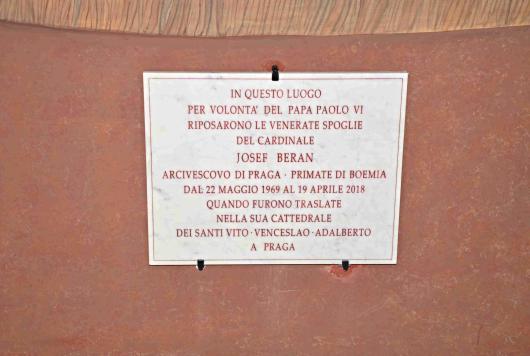 IN QUESTO LUOGO
PER VOLONTA' DEL PAPA PAOLO VI
RIPOSARONO LE VENERATE SPOGLIE
DEL CARDINALE
JOSEF BERAN
ARCIVESCOVO DI PRAGA · PRIMATE DI BOEMIA
DAL 22 MAGGIO 1969 AL 19 APRILE 2018
QUANDO FURONO TRASLATE
NELLA SUA CATTEDRALE
DEI SANTI VITO · VENCESLAO · ADALBERTO
A PRAGA